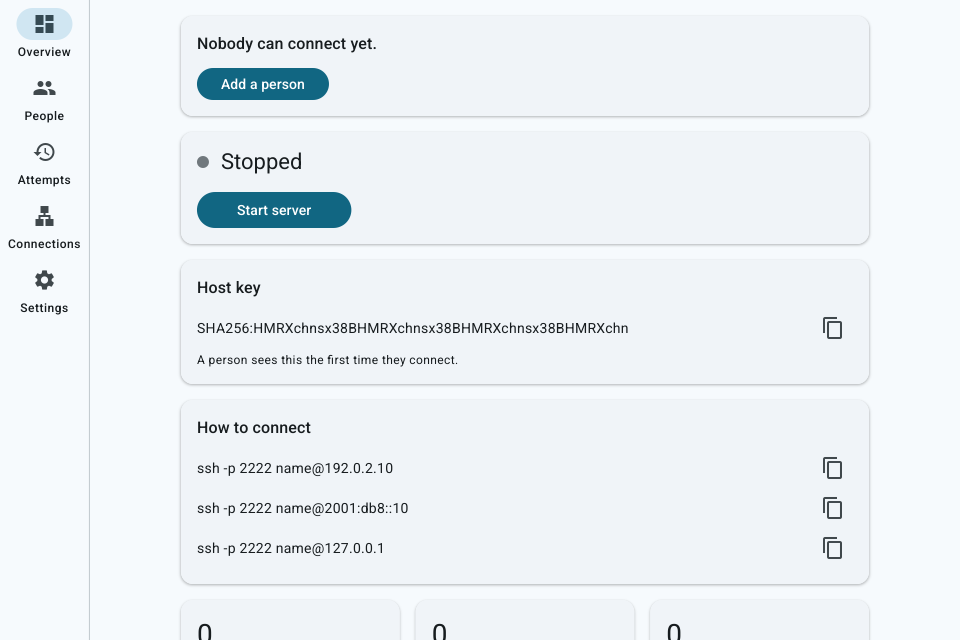 Overview
People
Attempts
Connections
Settings
Nobody can connect yet.
Add a person
Stopped
Start server
Host key
SHA256:HMRXchnsx38BHMRXchnsx38BHMRXchnsx38BHMRXchn
A person sees this the first time they connect.
How to connect
ssh -p 2222 name@192.0.2.10
ssh -p 2222 name@2001:db8::10
ssh -p 2222 name@127.0.0.1
0
0
0